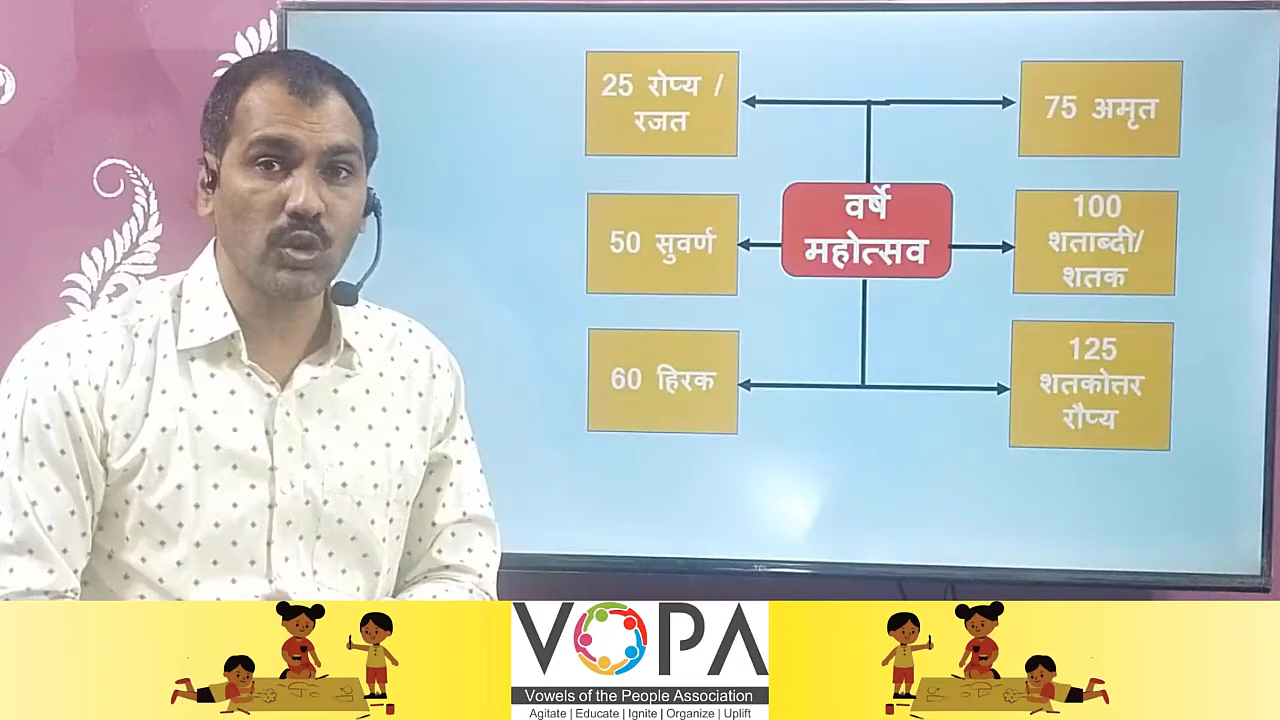 25 रोप्य /
रजत
75 अमृत
वर्षे
महोत्सव
50 सुवर्ण
100
शताब्दी/
शतक
60 हिरक
125
शतकोत्तर
रौप्य
VOPA
Vowels of the People Association
Agitate | Educate | Ignite | Organize | Uplift